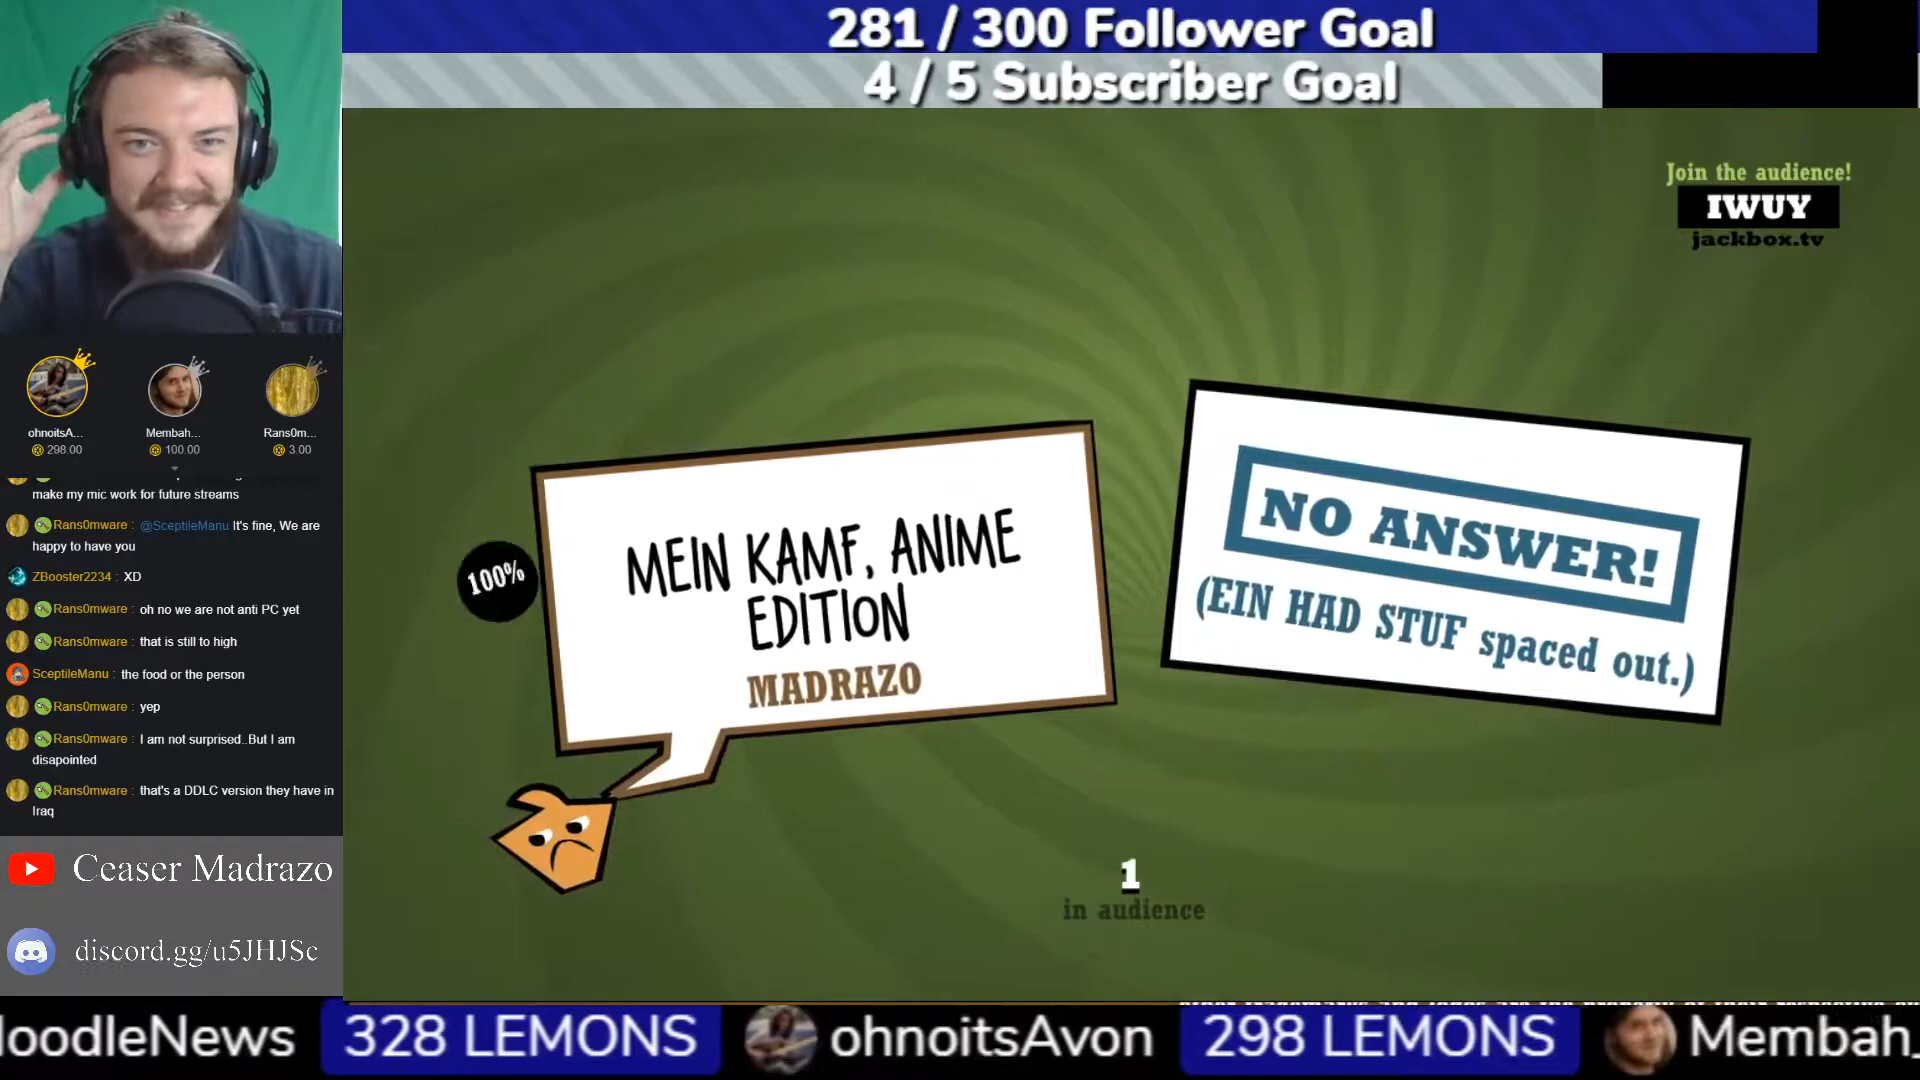 281 / 300 Follower Goal
4 / 5 Subscriber Goal
Join the audience!
IWUY
jackbox.tv
ohnoitsA...
298.00
Membah...
100.00
Rans0m...
3.00
make my mic work for future streams
Rans0mware : @SceptileManu It's fine, We are
happy to have you
ZBooster2234 : XD
Rans0mware : oh no we are not anti PC yet
Rans0mware : that is still to high
SceptileManu : the food or the person
Rans0mware : yep
Rans0mware : I am not surprised..But I am
disapointed
Rans0mware : that's a DDLC version they have in
Iraq
100%
MEIN KAMF, ANIME
EDITION
MADRAZO
NO ANSWER!
(EIN HAD STUF spaced out.)
1
in audience
Ceaser Madrazo
discord.gg/u5JHJSc
loodleNews
328 LEMONS
ohnoitsAvon
298 LEMONS
Membah_